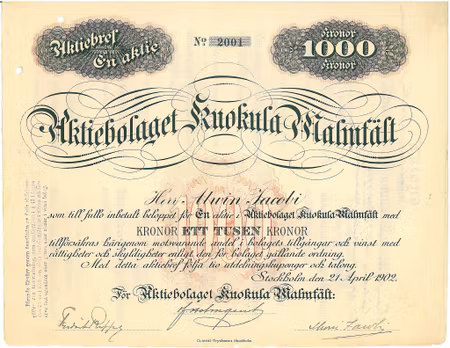 Aktiebref
En aktie
No 2001
kronor
1000
kronor
Aktiebolaget Kuokula Malmfält
Herr Alwin Jacobi
som till fullo inbetalt beloppet för En aktie i Aktiebolaget Kuokula Malmfält med
KRONOR ETT TUSEN KRONOR
tillförsäkras härigenom motsvarande andel i bolagets tillgångar och vinst med
rättigheter och skyldigheter enligt den för bolaget gällande ordning.
Med detta aktiebref följa tio utdelningskuponger och talong.
Stockholm den 21 April 1902.
För Aktiebolaget Kuokula Malmfält: